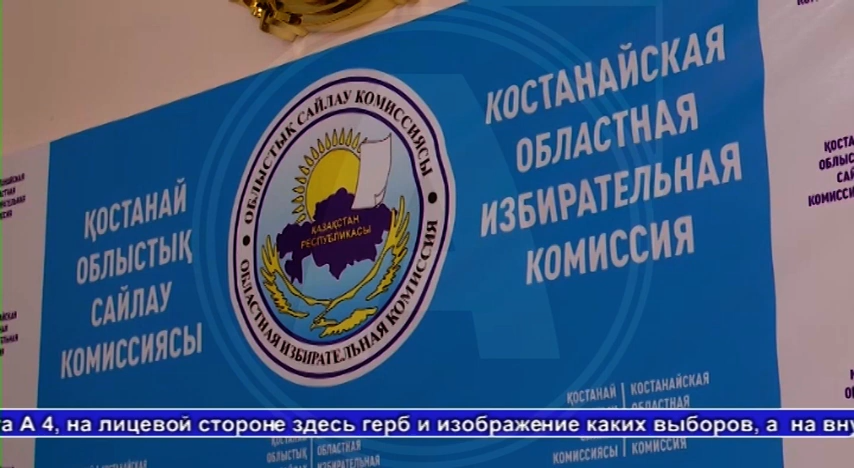 ҚОСТАНАЙ
ОБЛЫСТЫҚ
САЙЛАУ
КОМИССИЯСЫ
ОБЛЫСТЫҚ САЙЛАУ КОМИССИЯСЫ
ҚАЗАҚСТАН
РЕСПУБЛИКАСЫ
ОБЛАСТНАЯ ИЗБИРАТЕЛЬНАЯ КОМИССИЯ
КОСТАНАЙСКАЯ
ОБЛАСТНАЯ
ИЗБИРАТЕЛЬНАЯ
КОМИССИЯ
ҚОСТАНАЙ
КОСТАНАЙСКАЯ
КОМИССИЯСЫ
КОМИССИЯ
А 4, на лицевой стороне здесь герб и изображение каких выборов, а на
ОБЛАСТНАЯ